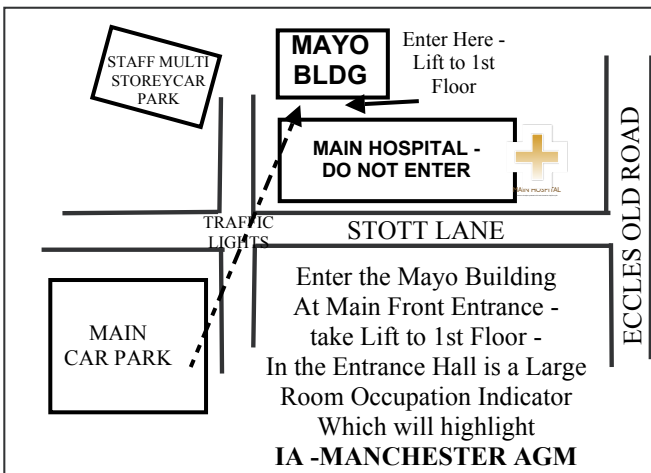 STAFF MULTI
STOREYCAR
PARK
MAYO
BLDG
Enter Here -
Lift to 1st
Floor
MAIN HOSPITAL -
DO NOT ENTER
MAIN HOSPITAL
ECCLES OLD ROAD
TRAFFIC
LIGHTS
STOTT LANE
MAIN
CAR PARK
Enter the Mayo Building
At Main Front Entrance -
take Lift to 1st Floor -
In the Entrance Hall is a Large
Room Occupation Indicator
Which will highlight
IA -MANCHESTER AGM